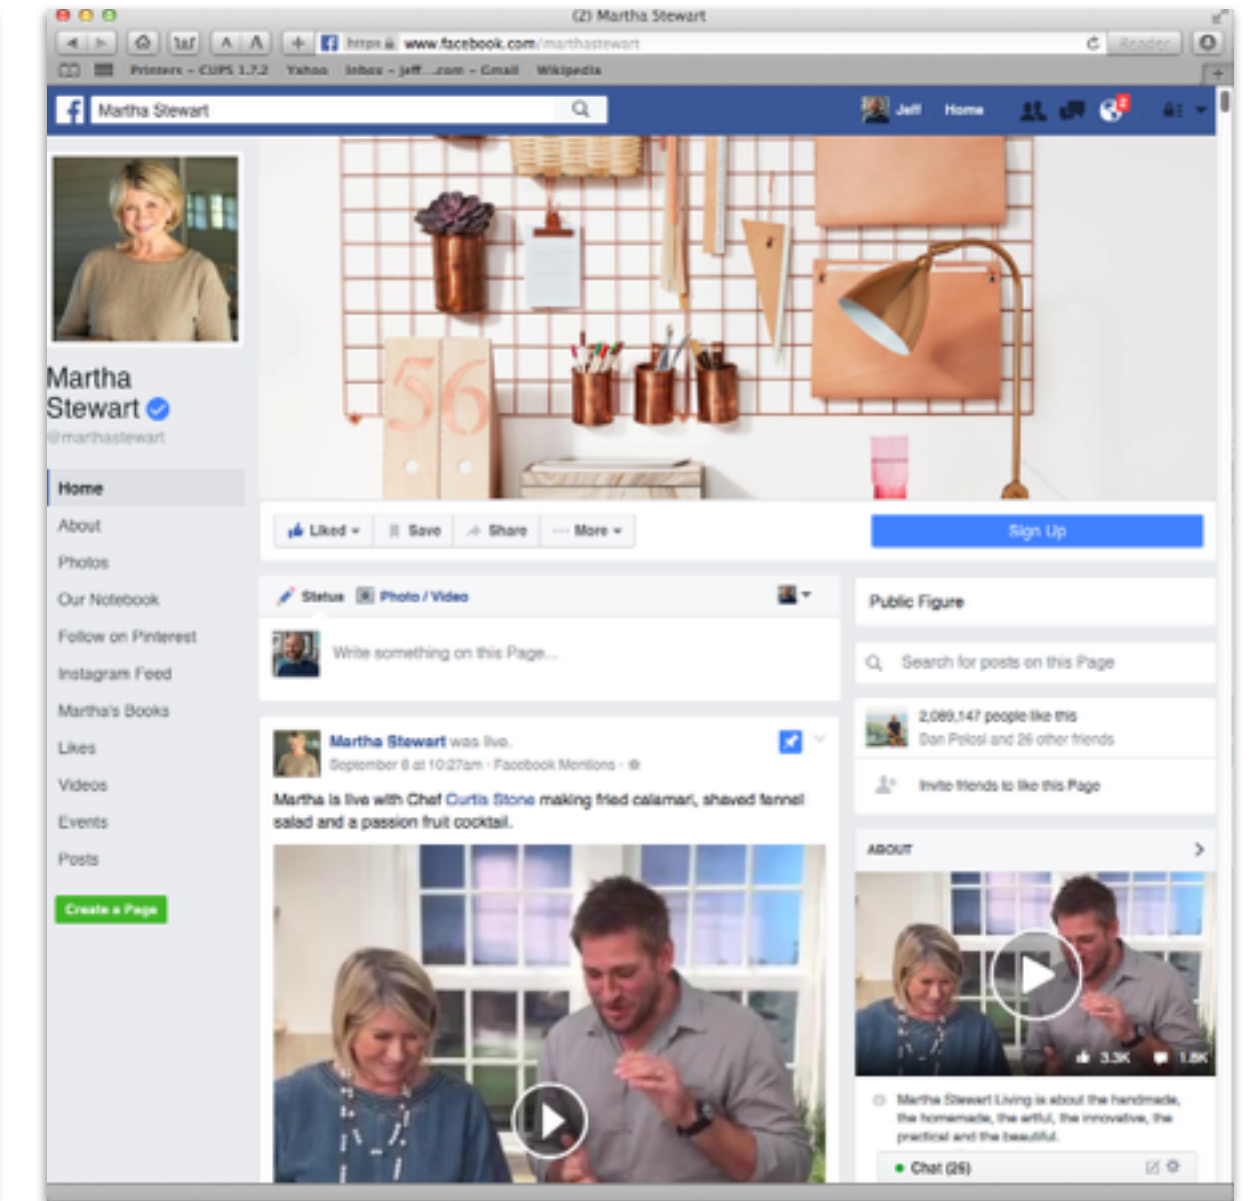 (2) Martha Stewart
A A + https www.facebook.com/marthastewart Reader
Printers – CUPS 1.7.2 Yahoo Inbox – jeff...com – Gmail Wikipedia
f Martha Stewart Jeff Home 2
Martha
Stewart
@marthastewart
Home
About
Photos
Our Notebook
Follow on Pinterest
Instagram Feed
Martha's Books
Likes
Videos
Events
Posts
Create a Page
56
Liked Save Share ··· More
Sign Up
Status Photo / Video
Write something on this Page...
Martha Stewart was live.
September 8 at 10:27am · Facebook Mentions ·
Martha is live with Chef Curtis Stone making fried calamari, shaved fennel
salad and a passion fruit cocktail.
Public Figure
Search for posts on this Page
2,089,147 people like this
Dan Pelosi and 26 other friends
Invite friends to like this Page
ABOUT
3.3K 1.8K
Martha Stewart Living is about the handmade,
the homemade, the artful, the innovative, the
practical and the beautiful.
Chat (26)